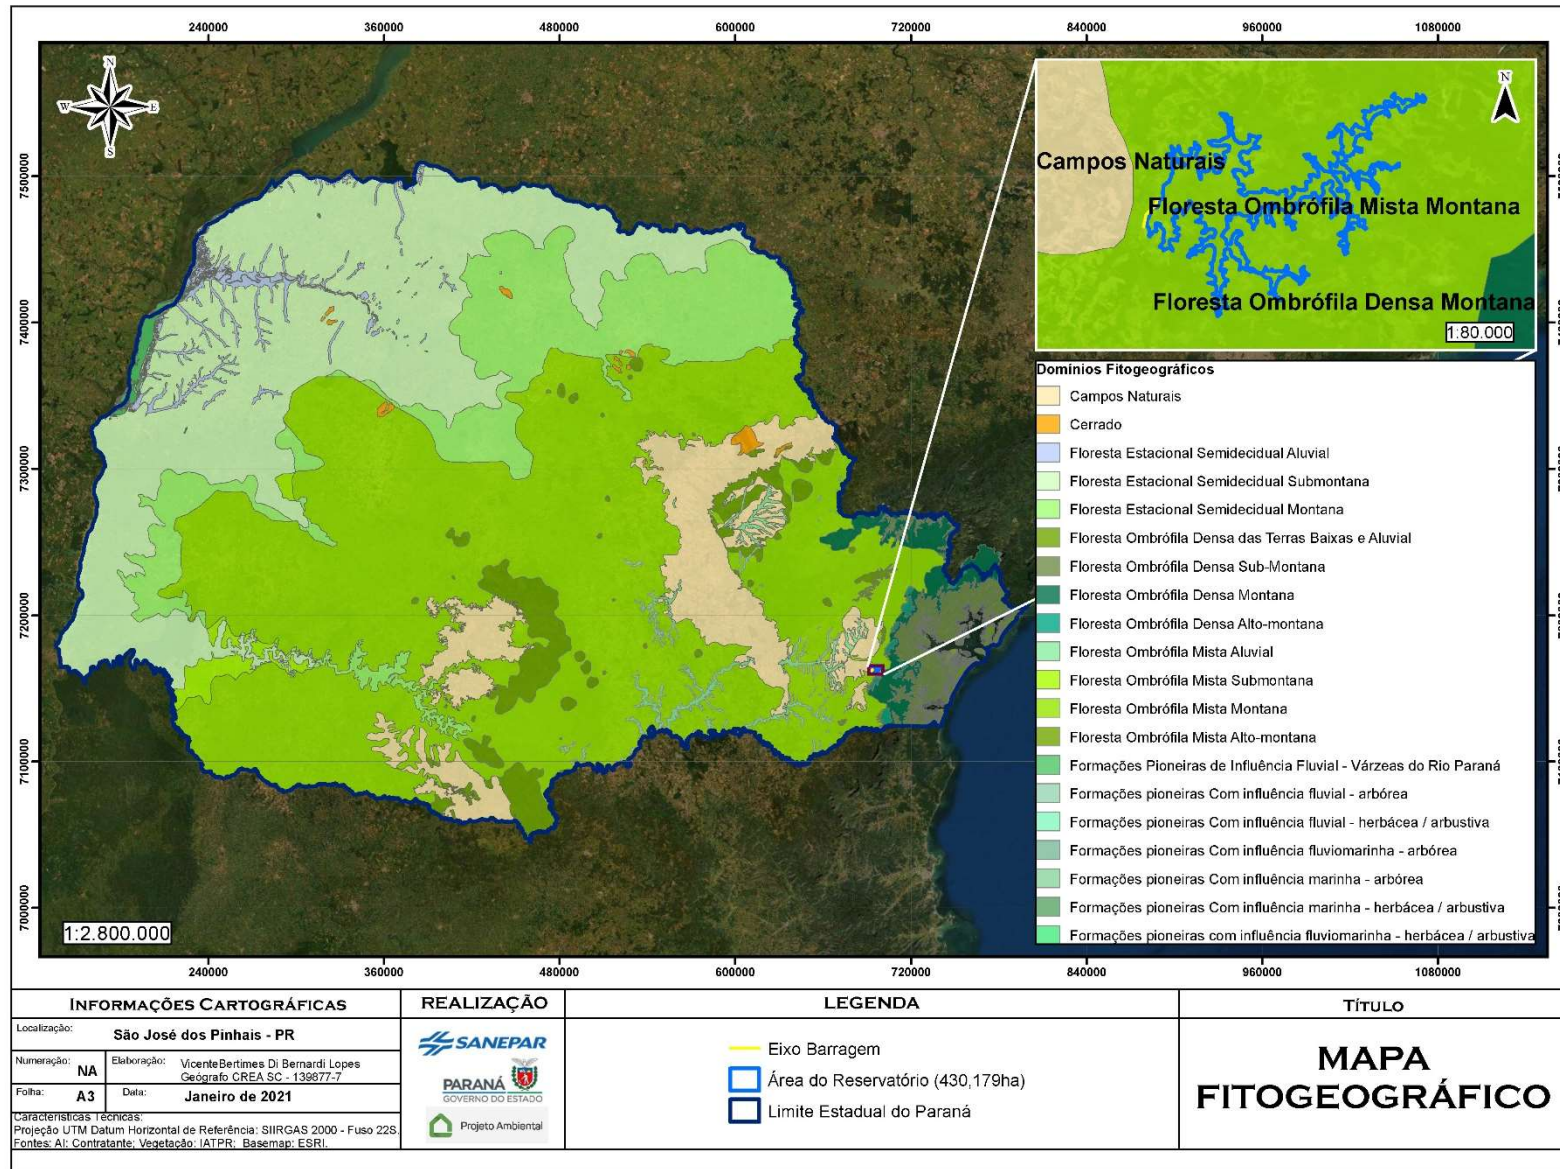 240000
360000
480000
600000
720000
840000
960000
1080000
N
W
E
S
N
Campos Naturais
Floresta Ombrófila Mista Montana
Floresta Ombrófila Densa Montana
1:80.000
7500000
7400000
7300000
7200000
7100000
7000000
Domínios Fitogeográficos
Campos Naturais
Cerrado
Floresta Estacional Semidecidual Aluvial
Floresta Estacional Semidecidual Submontana
Floresta Estacional Semidecidual Montana
Floresta Ombrófila Densa das Terras Baixas e Aluvial
Floresta Ombrófila Densa Sub-Montana
Floresta Ombrófila Densa Montana
Floresta Ombrófila Densa Alto-montana
Floresta Ombrófila Mista Aluvial
Floresta Ombrófila Mista Submontana
Floresta Ombrófila Mista Montana
Floresta Ombrófila Mista Alto-montana
Formações Pioneiras de Influência Fluvial - Várzeas do Rio Paraná
Formações pioneiras Com influência fluvial - arbórea
Formações pioneiras Com influência fluvial - herbácea / arbustiva
Formações pioneiras Com influência fluviomarinha - arbórea
Formações pioneiras Com influência marinha - arbórea
Formações pioneiras Com influência marinha - herbácea / arbustiva
Formações pioneiras com influência fluviomarinha - herbácea / arbustiva
1:2.800.000
240000
360000
480000
600000
720000
840000
960000
1080000
INFORMAÇÕES CARTOGRÁFICAS
Localização:
São José dos Pinhais - PR
Numeração: NA
Elaboração: VicenteBertimes Di Bernardi Lopes
Geógrafo CREA SC - 139877-7
Folha: A3
Data: Janeiro de 2021
Características Técnicas:
Projeção UTM Datum Horizontal de Referência: SIIRGAS 2000 - Fuso 22S.
Fontes: AI: Contratante; Vegetação: IATPR; Basemap: ESRI.
REALIZAÇÃO
SANEPAR
PARANÁ
GOVERNO DO ESTADO
Projeto Ambiental
LEGENDA
Eixo Barragem
Área do Reservatório (430,179ha)
Limite Estadual do Paraná
TÍTULO
MAPA
FITOGEOGRÁFICO